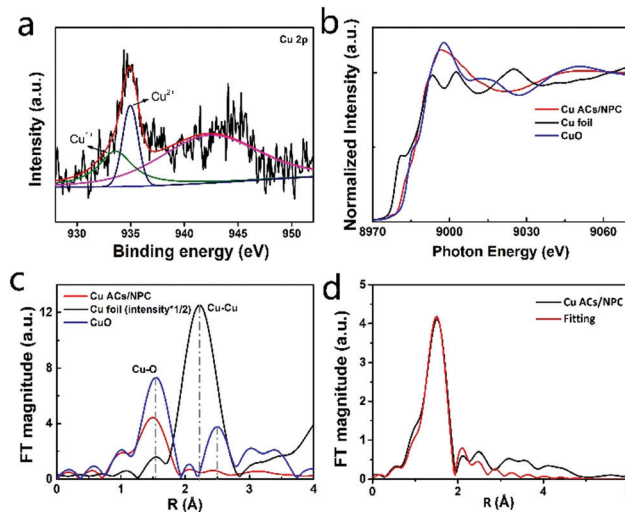 a
Cu 2p
Cu²⁺
Cu¹⁺
Intensity (a.u.)
930 935 940 945 950
Binding energy (eV)
b
Cu ACs/NPC
Cu foil
CuO
Normalized Intensity (a.u.)
8970 9000 9030 9060
Photon Energy (eV)
c
Cu ACs/NPC
Cu foil (intensity*1/2)
CuO
Cu-Cu
Cu-O
FT magnitude (a.u.)
12
8
4
0
0 1 2 3 4
R (Å)
d
Cu ACs/NPC
Fitting
FT magnitude (a.u.)
5
4
3
2
1
0
0 2 4
R (Å)